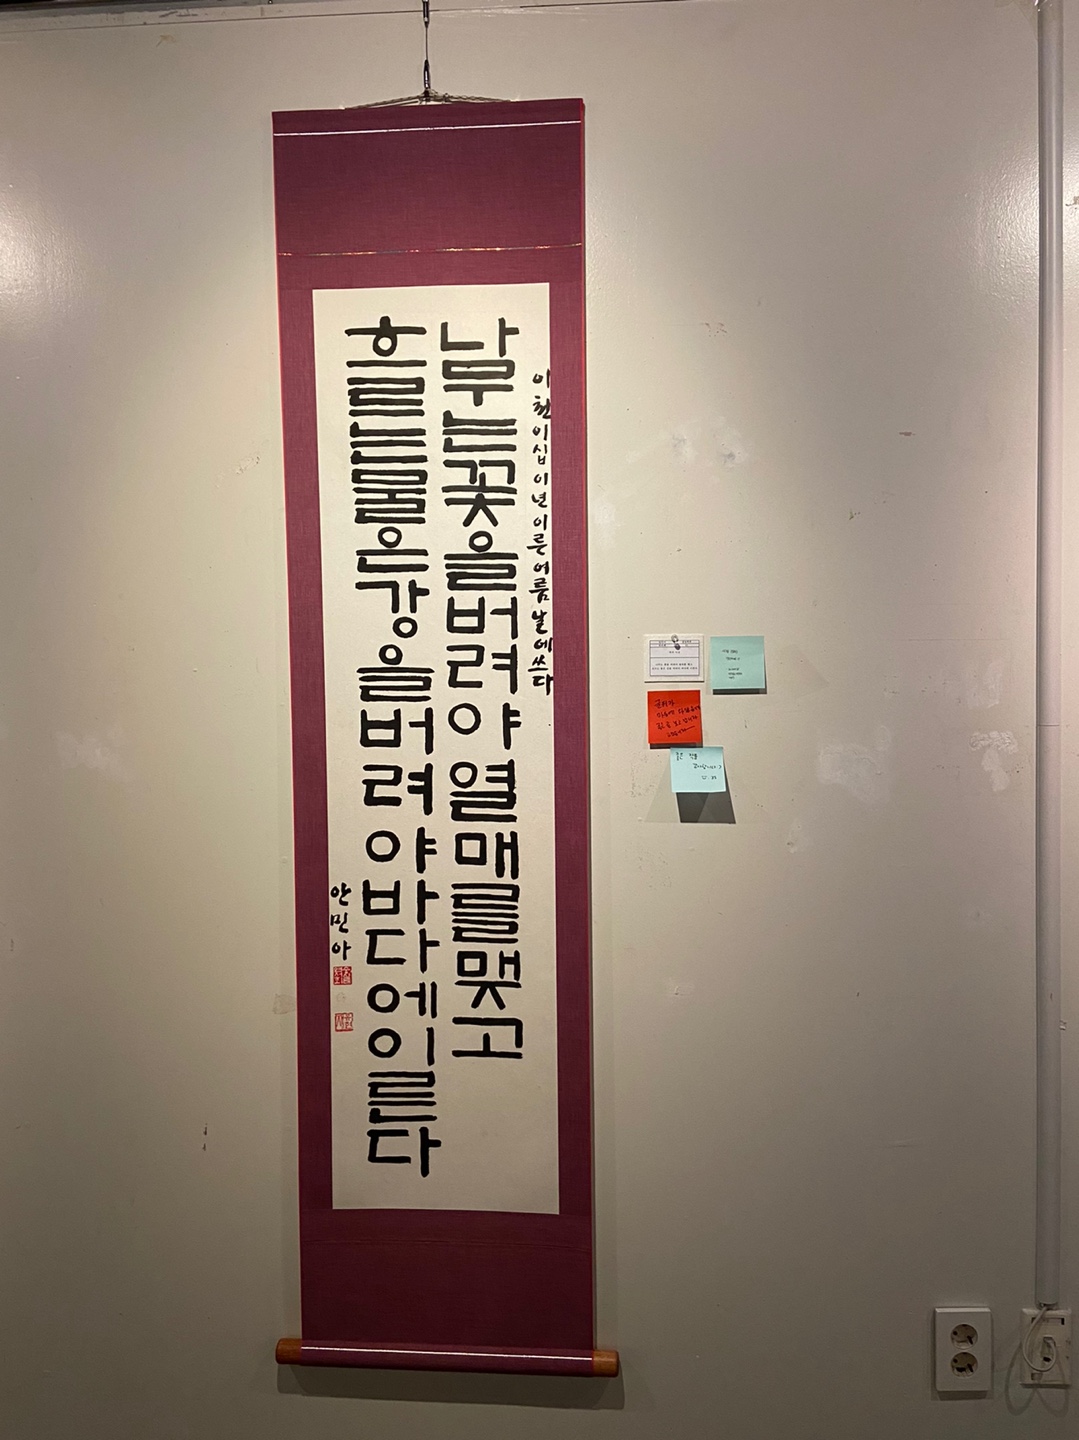 이천이십이년이른여름날에쓰다
나무는꽃을버려야열매를맺고
흐르는물은강을버려야바다에이른다
안민아